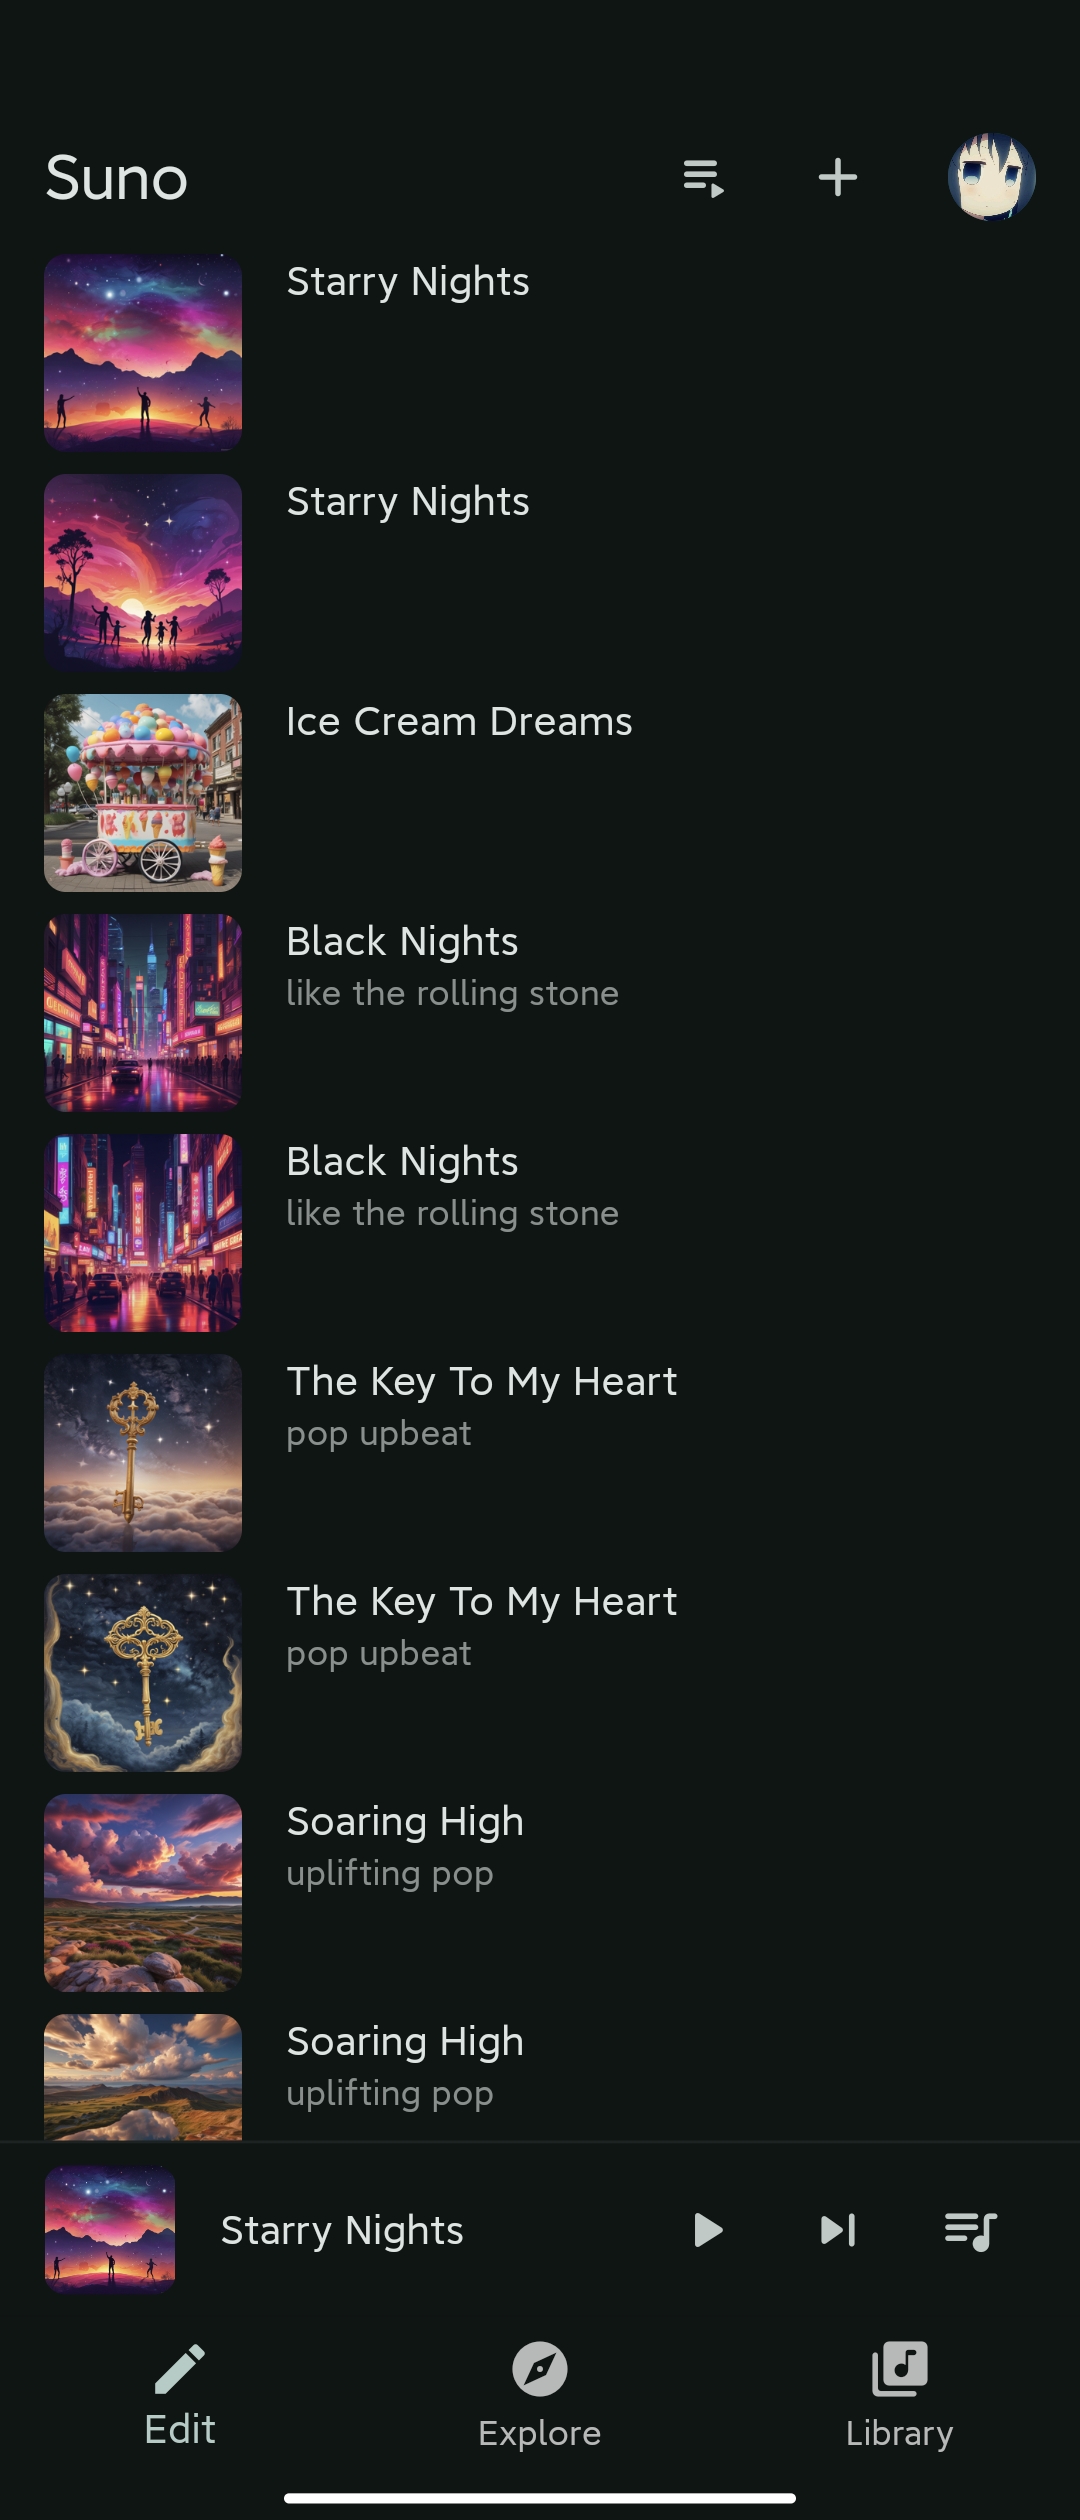 Suno
Starry Nights
Starry Nights
Ice Cream Dreams
Black Nights
like the rolling stone
Black Nights
like the rolling stone
The Key To My Heart
pop upbeat
The Key To My Heart
pop upbeat
Soaring High
uplifting pop
Soaring High
uplifting pop
Starry Nights
Edit
Explore
Library